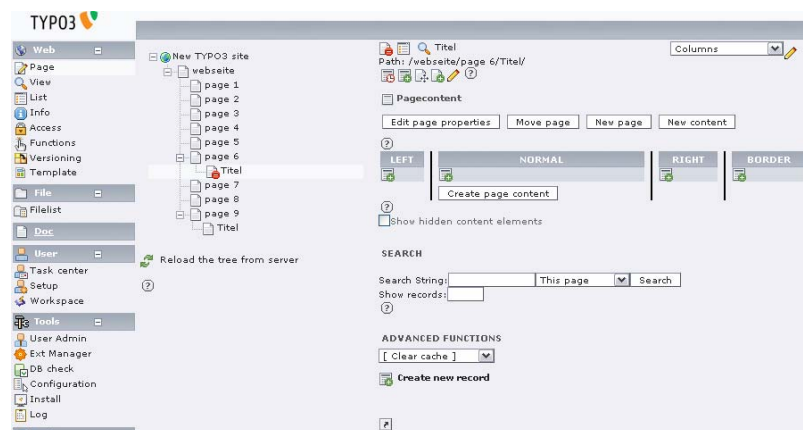 TYPO3
Web
Page
View
List
Info
Access
Functions
Versioning
Template
File
Filelist
Doc
User
Task center
Setup
Workspace
Tools
User Admin
Ext Manager
DB check
Configuration
Install
Log
New TYPO3 site
webseite
page 1
page 2
page 3
page 4
page 5
page 6
Titel
page 7
page 8
page 9
Titel
Reload the tree from server
Titel
Columns
Path: /webseite/page 6/Titel/
Pagecontent
Edit page properties Move page New page New content
LEFT NORMAL RIGHT BORDER
Create page content
Show hidden content elements
SEARCH
Search String: This page Search
Show records:
ADVANCED FUNCTIONS
[ Clear cache ]
Create new record